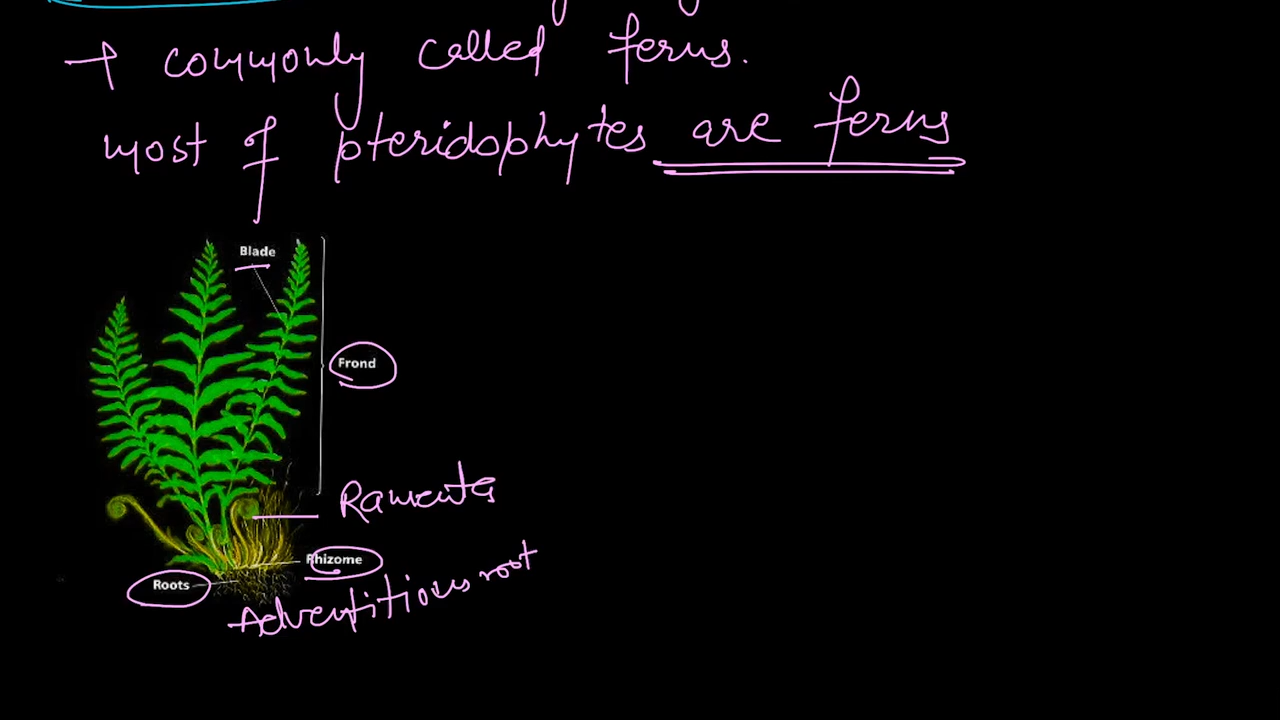 → commonly called ferns.
most of pteridophytes are ferns
Blade
Frond
Ramenta
Rhizome
Roots
Adventitious root